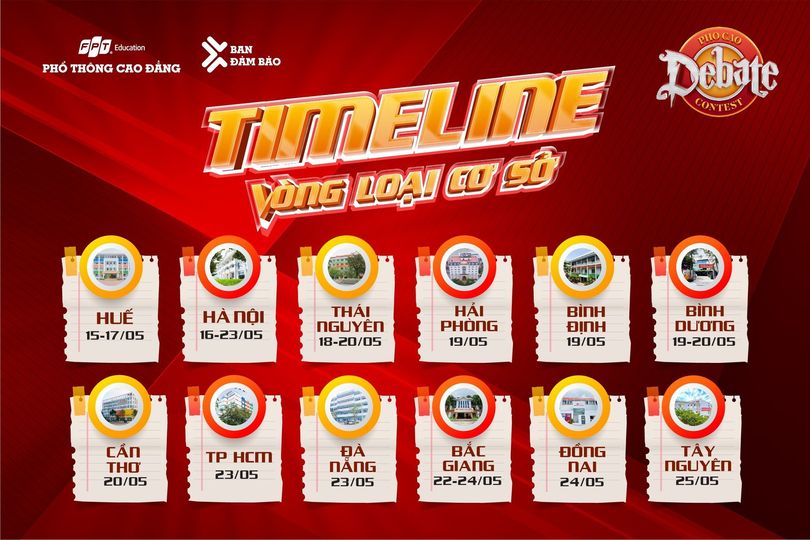 FPT Education
PHỔ THÔNG CAO ĐẲNG
BAN
ĐẢM BẢO
PHO CAO
Debate
CONTEST
TIMELINE
VÒNG LOẠI CƠ SỞ
HUẾ
15-17/05
HÀ NỘI
16-23/05
THÁI
NGUYÊN
18-20/05
HẢI
PHÒNG
19/05
BÌNH
ĐỊNH
19/05
BÌNH
DƯƠNG
19-20/05
CẦN
THƠ
20/05
TP HCM
23/05
ĐÀ
NẴNG
23/05
BẮC
GIANG
22-24/05
ĐỒNG
NAI
24/05
TÂY
NGUYÊN
25/05